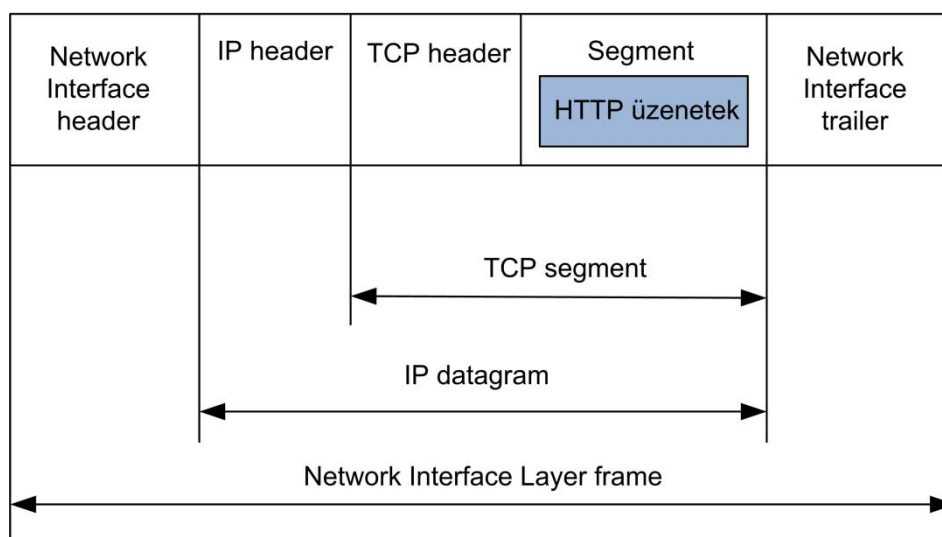 Network
Interface
header
IP header
TCP header
Segment
HTTP üzenetek
Network
Interface
trailer
TCP segment
IP datagram
Network Interface Layer frame